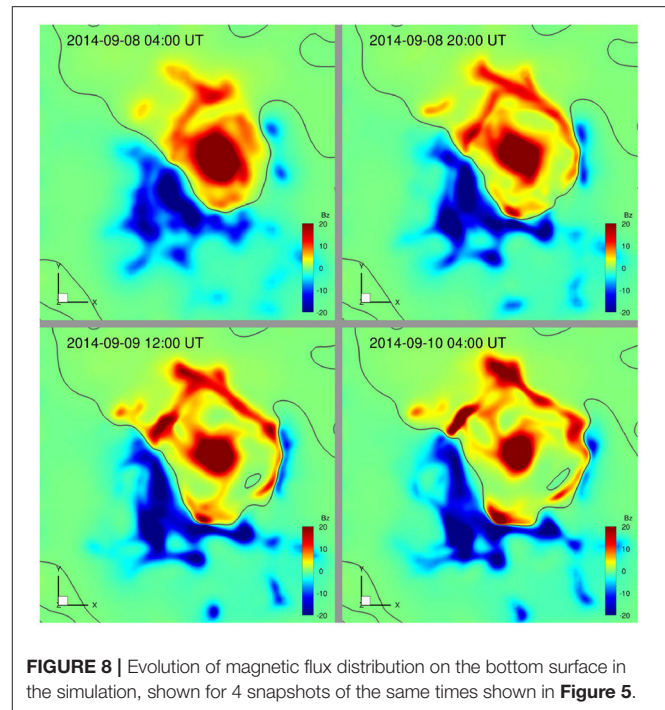 2014-09-08 04:00 UT
Bz
20
10
0
-10
-20
Y
Z
X
2014-09-08 20:00 UT
Bz
20
10
0
-10
-20
Y
Z
X
2014-09-09 12:00 UT
Bz
20
10
0
-10
-20
Y
Z
X
2014-09-10 04:00 UT
Bz
20
10
0
-10
-20
Y
Z
X
FIGURE 8 | Evolution of magnetic flux distribution on the bottom surface in
the simulation, shown for 4 snapshots of the same times shown in Figure 5.